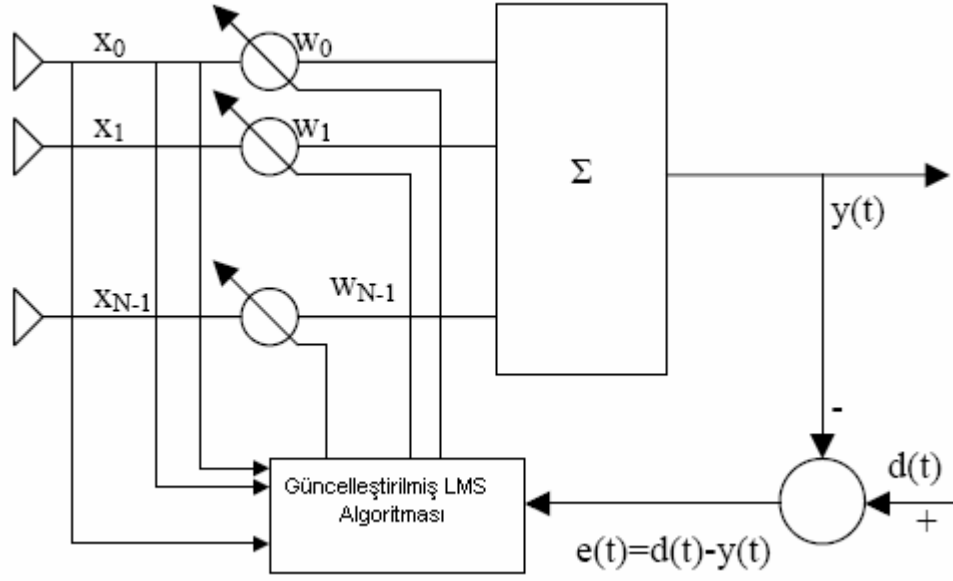 x0
w0
x1
w1
Σ
y(t)
xN-1
wN-1
-
d(t)
+
Güncelleştirilmiş LMS
Algoritması
e(t)=d(t)-y(t)